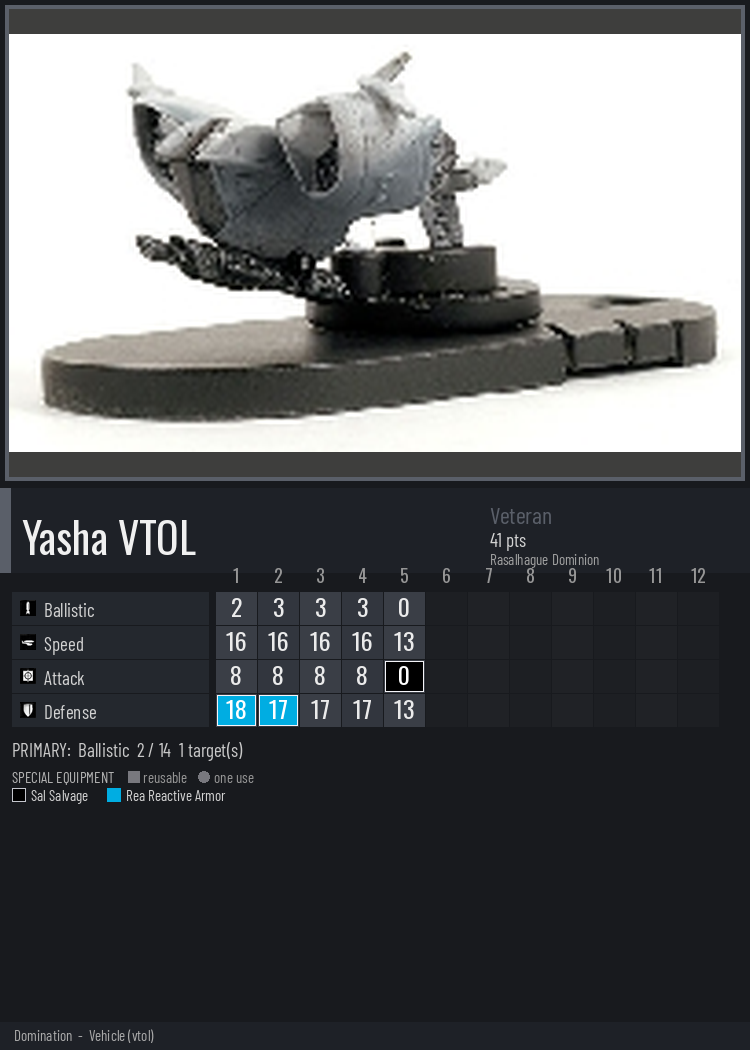 Yasha VTOL
Veteran
41 pts
Rasalhague Dominion
1 2 3 4 5 6 7 8 9 10 11 12
Ballistic 2 3 3 3 0
Speed 16 16 16 16 13
Attack 8 8 8 8 0
Defense 18 17 17 17 13
PRIMARY: Ballistic 2 / 14 1 target(s)
SPECIAL EQUIPMENT reusable one use
Sal Salvage Rea Reactive Armor
Domination - Vehicle (vtol)